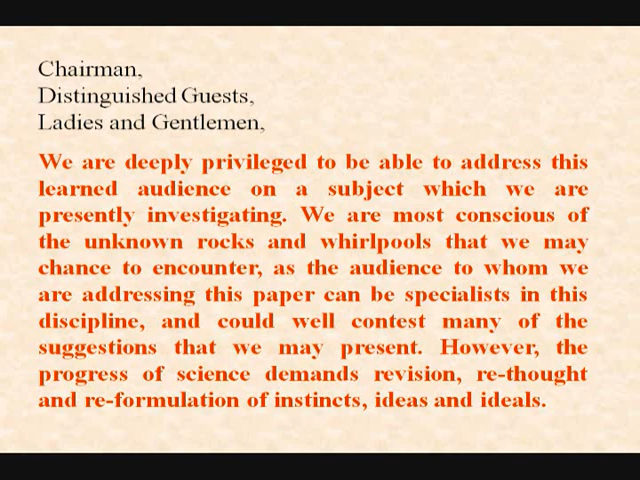 Chairman,
Distinguished Guests,
Ladies and Gentlemen,
We are deeply privileged to be able to address this
learned audience on a subject which we are
presently investigating. We are most conscious of
the unknown rocks and whirlpools that we may
chance to encounter, as the audience to whom we
are addressing this paper can be specialists in this
discipline, and could well contest many of the
suggestions that we may present. However, the
progress of science demands revision, re-thought
and re-formulation of instincts, ideas and ideals.